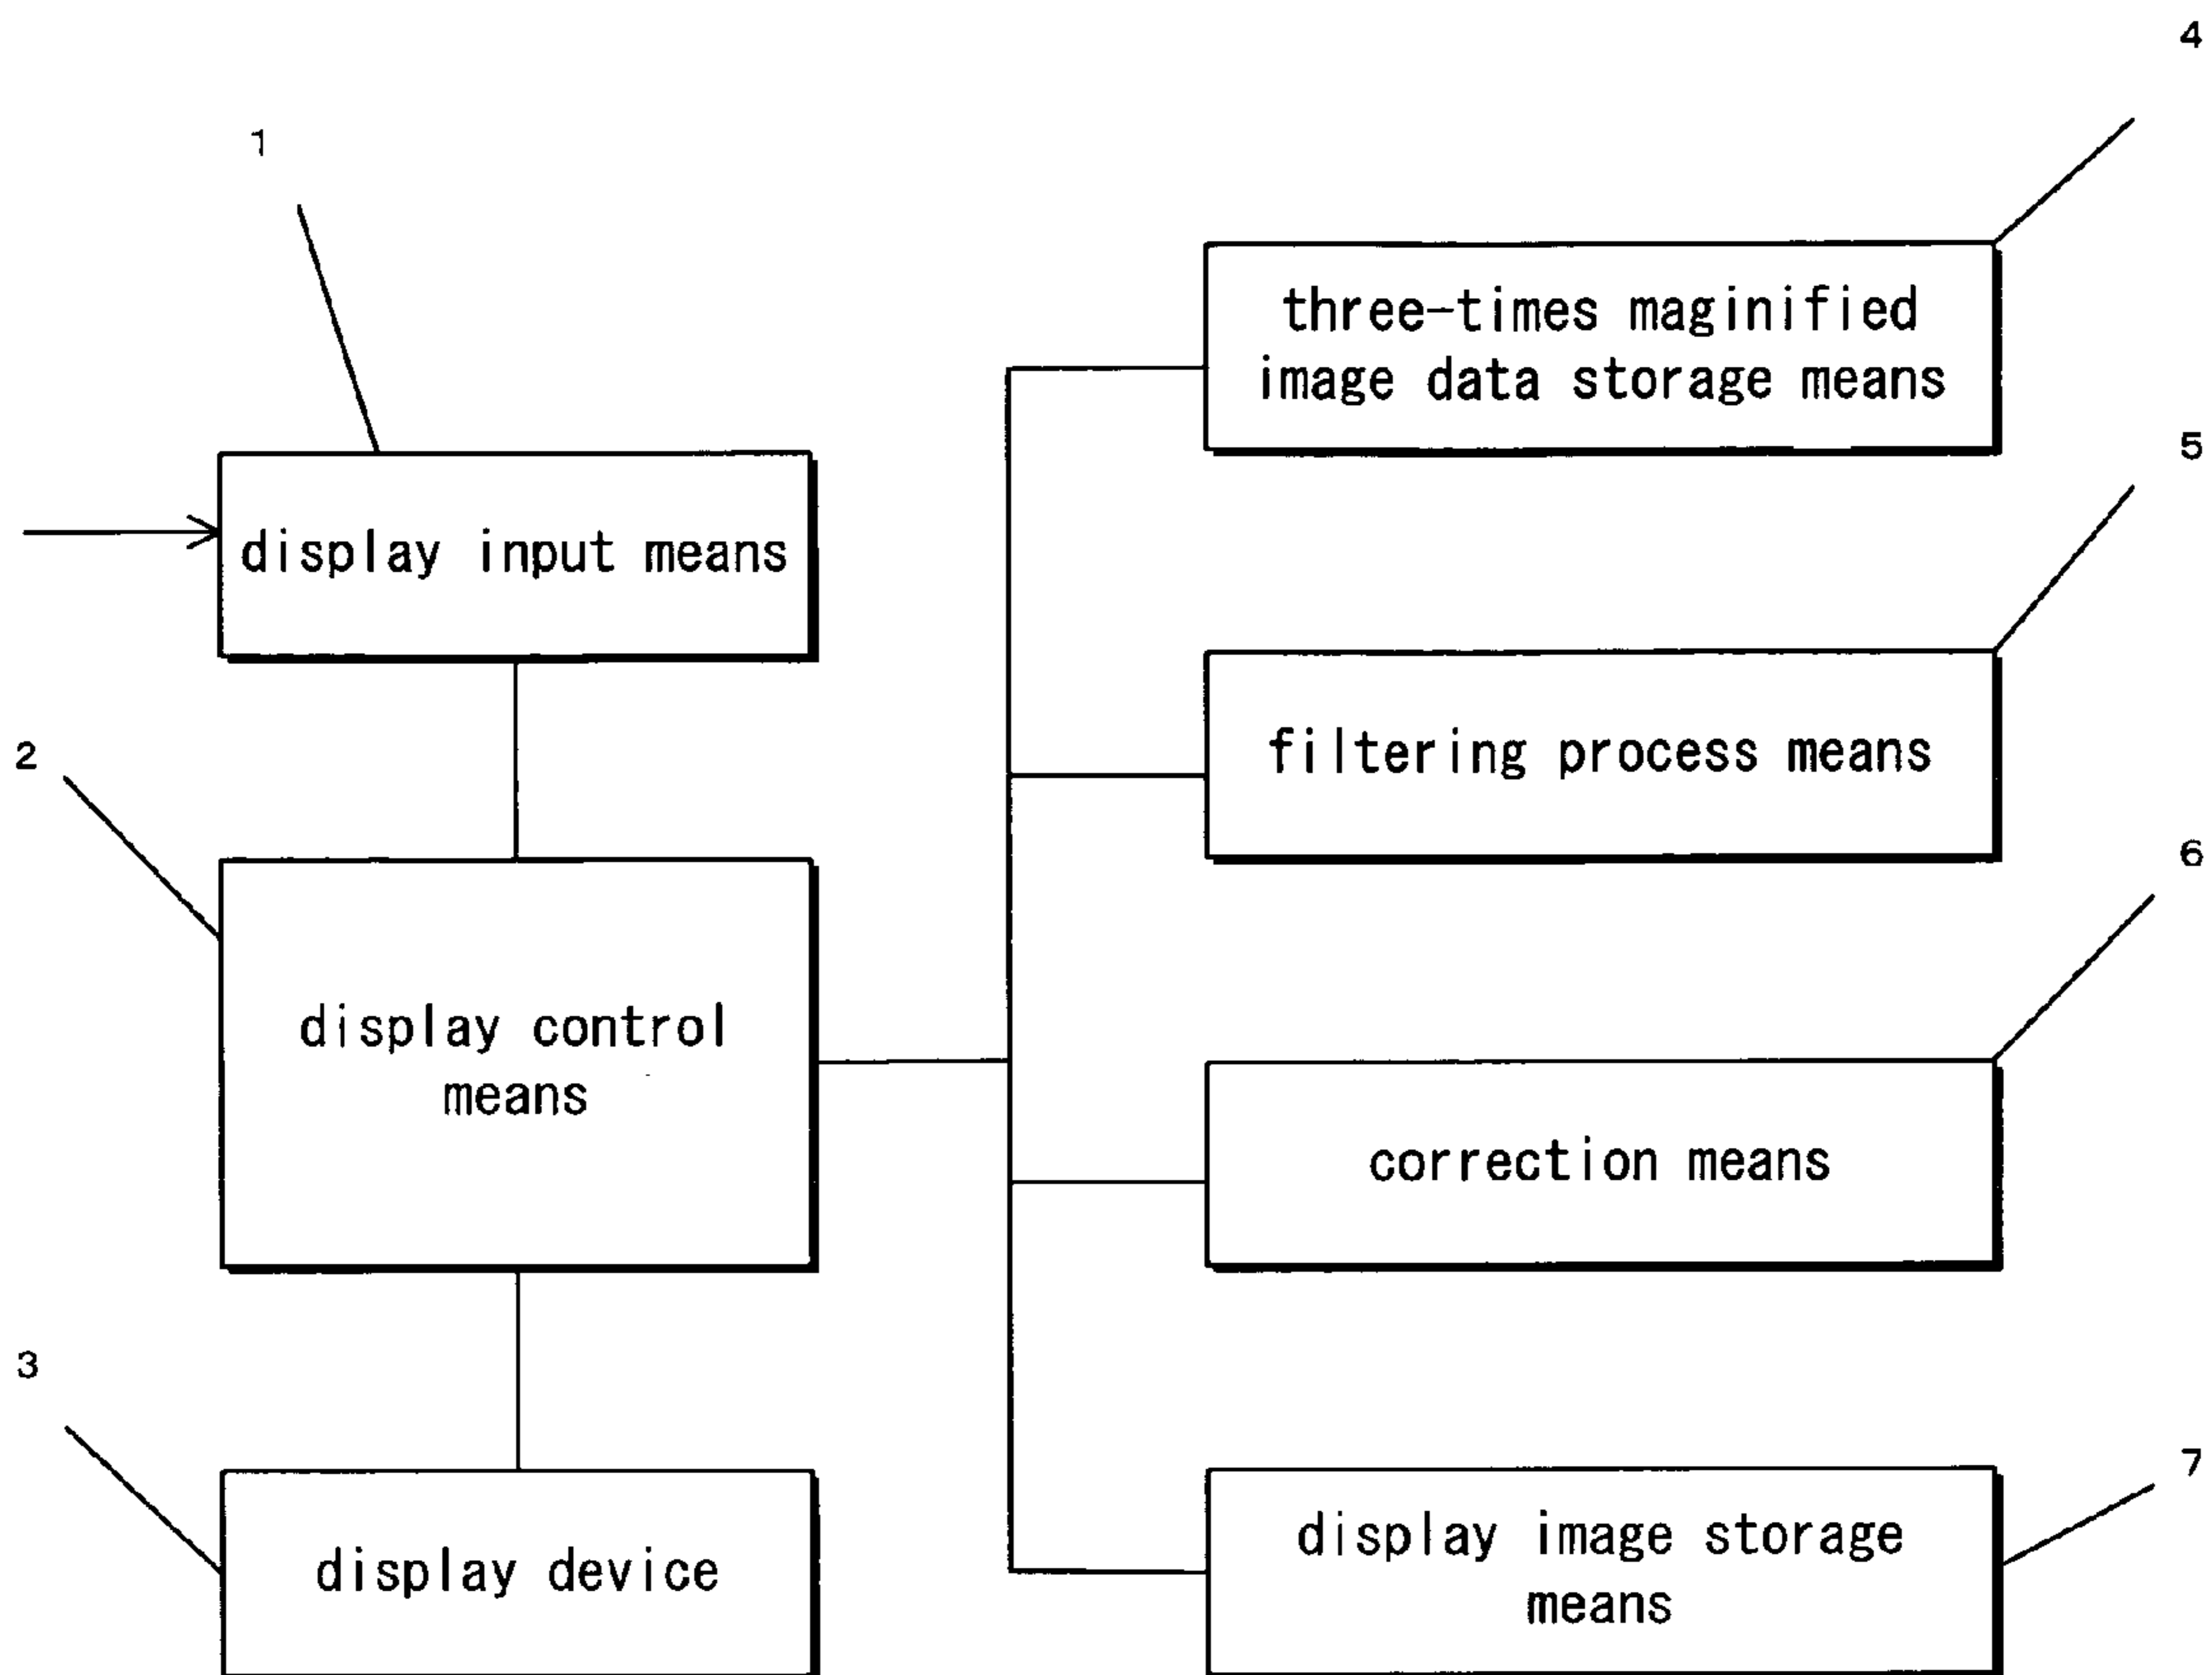 4
1
three-times maginified
image data storage means
5
display input means
2
filtering process means
6
display control
means
correction means
3
7
display image storage
means
display device